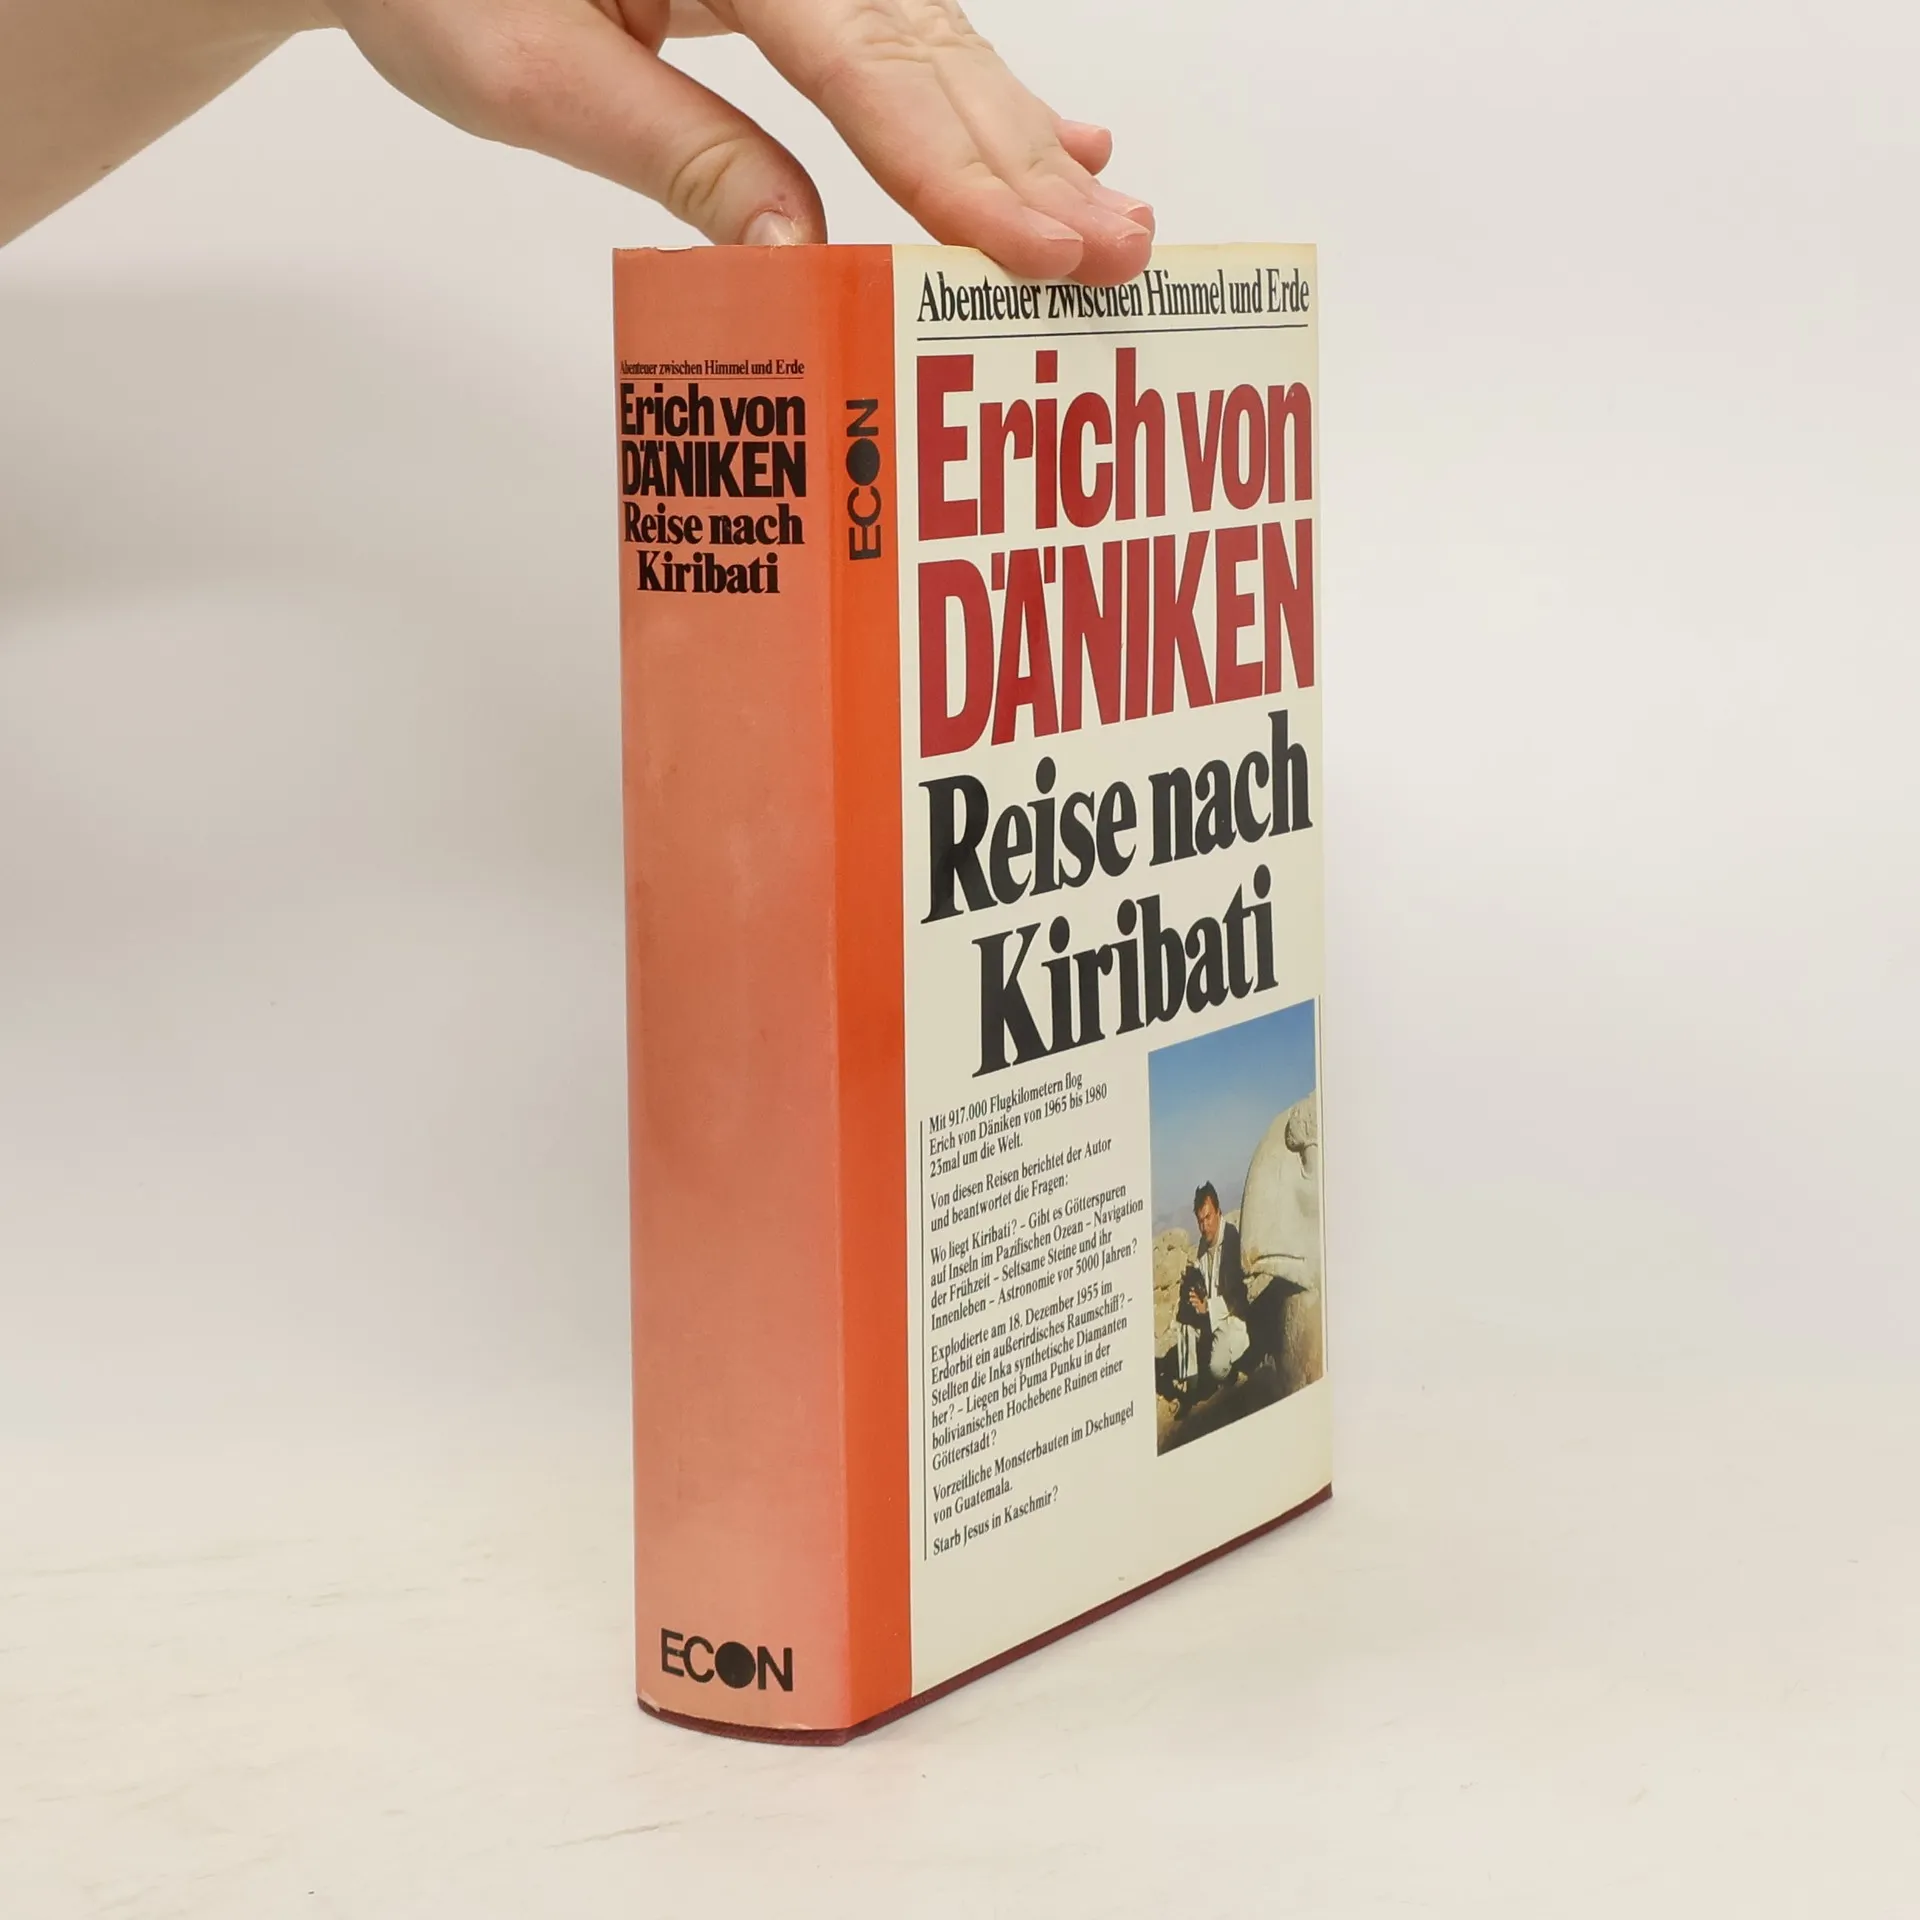 Abenteuer zwischen Himmel und Erde
Erich von
DÄNIKEN
Reise nach
Kiribati
ECON
ECON
Abenteuer zwischen Himmel und Erde
Erich von
DÄNIKEN
Reise nach
Kiribati
Mit 917.000 Flugkilometern flog
Erich von Däniken von 1965 bis 1980
23mal um die Welt.
Von diesen Reisen berichtet der Autor
und beantwortet die Fragen:
Wo liegt Kiribati? – Gibt es Götterspuren
auf Inseln im Pazifischen Ozean – Navigation
der Frühzeit – Seltsame Steine und ihr
Innenleben – Astronomie vor 5000 Jahren?
Explodierte am 18. Dezember 1955 im
Erdorbit ein außerirdisches Raumschiff? –
Stellten die Inka synthetische Diamanten
her? – Liegen bei Puma Punku in der
bolivianischen Hochebene Ruinen einer
Götterstadt?
Vorzeitliche Monsterbauten im Dschungel
von Guatemala.
Starb Jesus in Kaschmir?